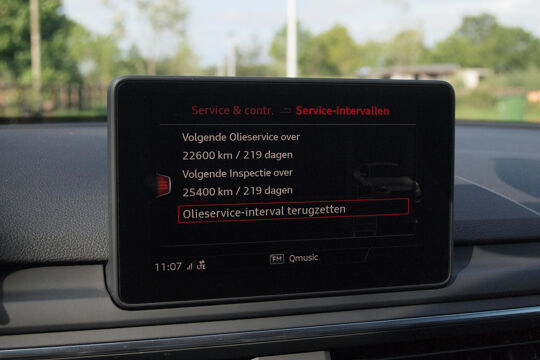 Service & contr. Service-intervallen
Volgende Olieservice over
22600 km / 219 dagen
Volgende Inspectie over
25400 km / 219 dagen
Olieservice-interval terugzetten
11:07 LTE FM Qmusic